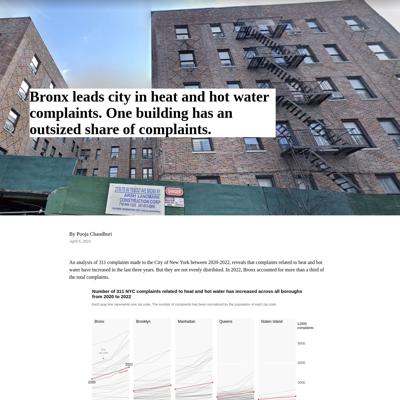 Bronx leads city in heat and hot water
complaints. One building has an
outsized share of complaints.
ARSH LANDMARK
CONSTRUCTION CORP
DANGER
By Pooja Chaudhuri
April 6, 2023
An analysis of 311 complaints made to the City of New York between 2020-2022, reveals that complaints related to heat and hot
water have increased in the last three years. But they are not evenly distributed. In 2022, Bronx accounted for more than a third of
the total complaints.
Number of 311 NYC complaints related to heat and hot water has increased across all boroughs
from 2020 to 2022
Each gray line represents one zip code. The number of complaints has been normalized by the population of each zip code.
Bronx Brooklyn Manhattan Queens Staten Island 12000
complaints
9000
6000
2022
2020
3000